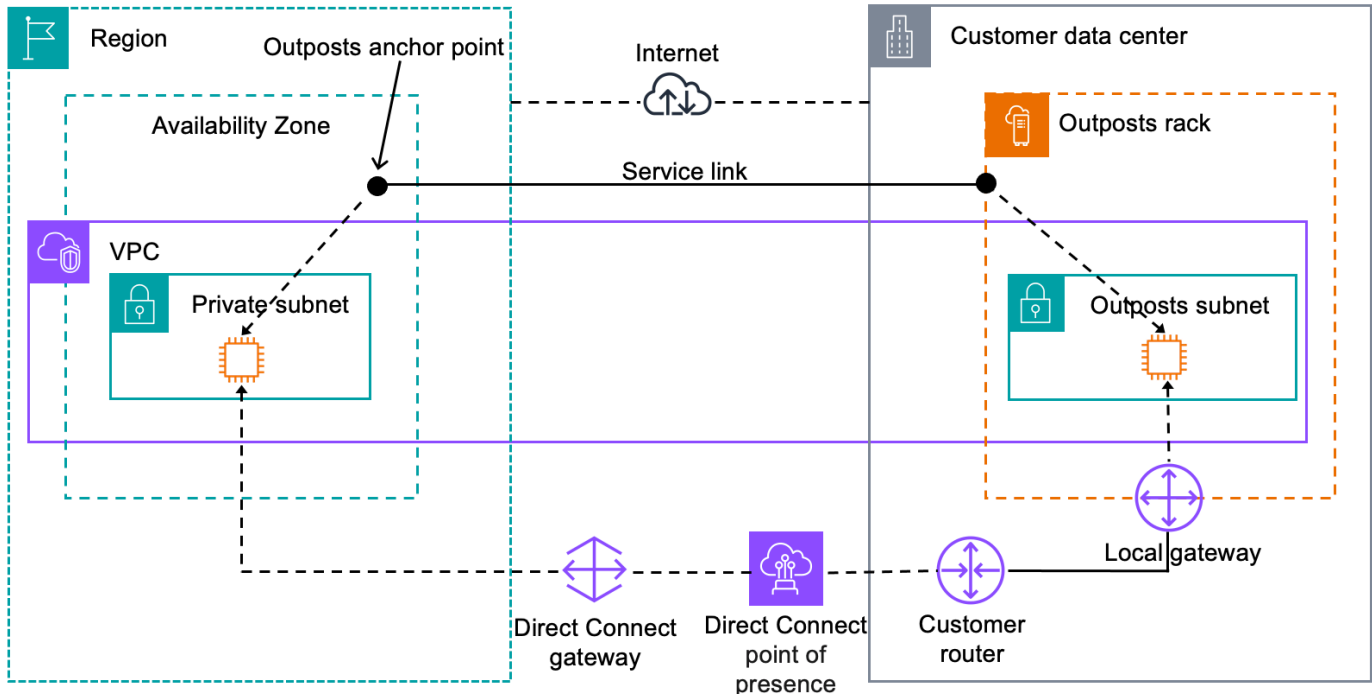 Region
Outposts anchor point
Internet
Customer data center
Availability Zone
Outposts rack
Service link
VPC
Private subnet
Outposts subnet
Local gateway
Direct Connect
gateway
Direct Connect
point of
presence
Customer
router